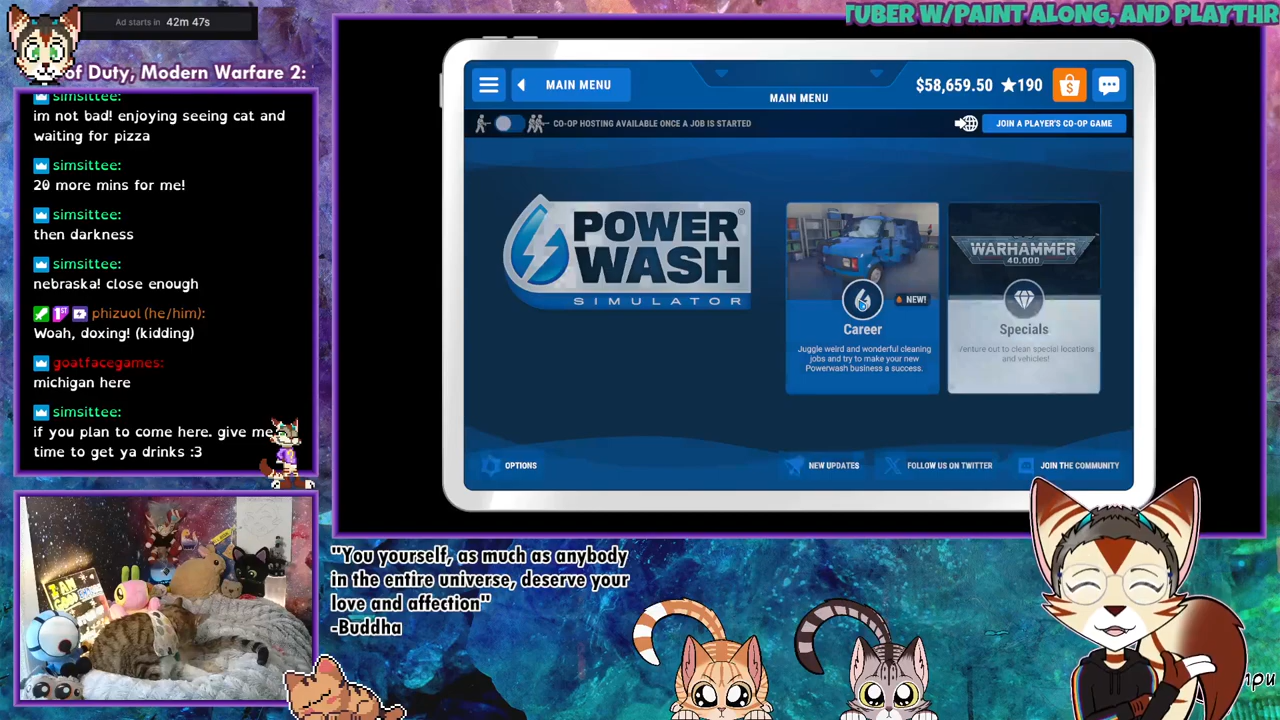 Ad starts in 42m 47s
of Duty, Modern Warfare 2:
TUBER W/PAINT ALONG, AND PLAYTHR
simsittee:
im not bad! enjoying seeing cat and
waiting for pizza
simsittee:
20 more mins for me!
simsittee:
then darkness
simsittee:
nebraska! close enough
phizuol (he/him):
Woah, doxing! (kidding)
goatfacegames:
michigan here
simsittee:
if you plan to come here. give me
time to get ya drinks :3
MAIN MENU
MAIN MENU
$58,659.50 ★190
CO-OP HOSTING AVAILABLE ONCE A JOB IS STARTED
JOIN A PLAYER'S CO-OP GAME
POWER
WASH
SIMULATOR
NEW!
Career
Juggle weird and wonderful cleaning
jobs and try to make your new
Powerwash business a success.
WARHAMMER
40,000
Specials
Venture out to clean special locations
and vehicles!
OPTIONS
NEW UPDATES
FOLLOW US ON TWITTER
JOIN THE COMMUNITY
"You yourself, as much as anybody
in the entire universe, deserve your
love and affection"
-Buddha